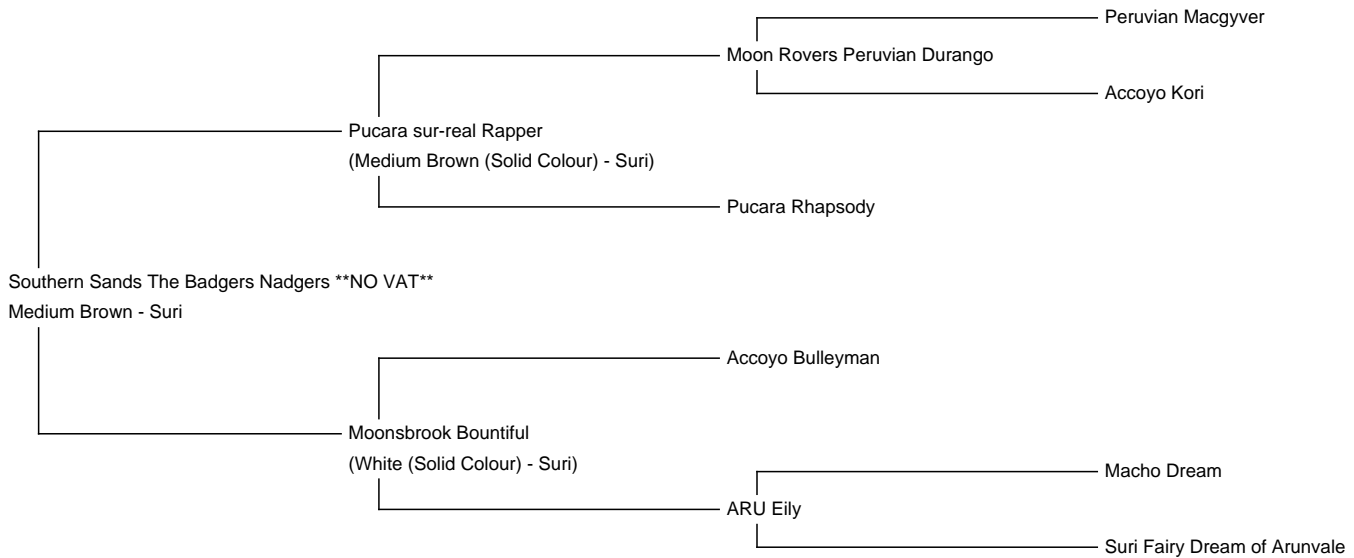 Peruvian Macgyver
Moon Rovers Peruvian Durango
Accoyo Kori
Pucara sur-real Rapper
(Medium Brown (Solid Colour) - Suri)
Pucara Rhapsody
Southern Sands The Badgers Nadgers **NO VAT**
Medium Brown - Suri
Accoyo Bulleyman
Moonsbrook Bountiful
(White (Solid Colour) - Suri)
Macho Dream
ARU Eily
Suri Fairy Dream of Arunvale